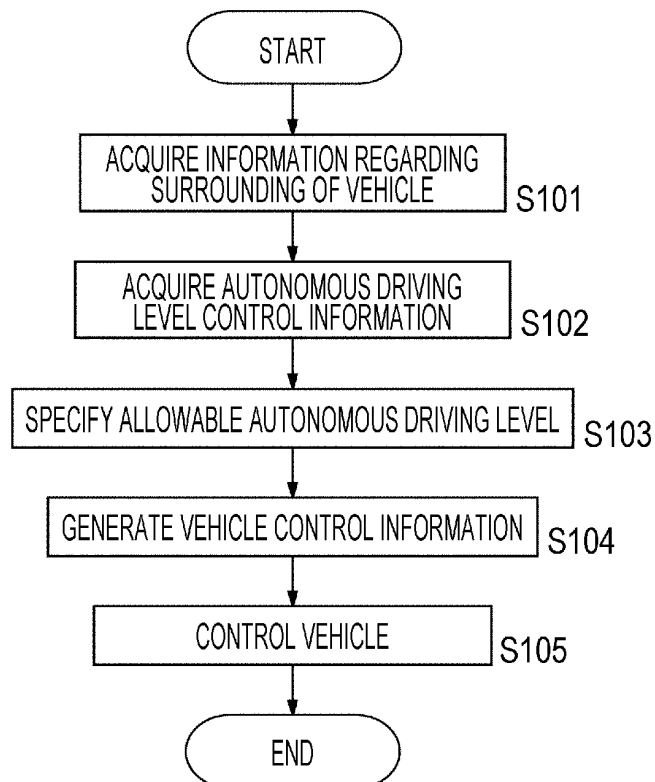 START
ACQUIRE INFORMATION REGARDING
SURROUNDING OF VEHICLE
S101
ACQUIRE AUTONOMOUS DRIVING
LEVEL CONTROL INFORMATION
S102
SPECIFY ALLOWABLE AUTONOMOUS DRIVING LEVEL
S103
GENERATE VEHICLE CONTROL INFORMATION
S104
CONTROL VEHICLE
S105
END